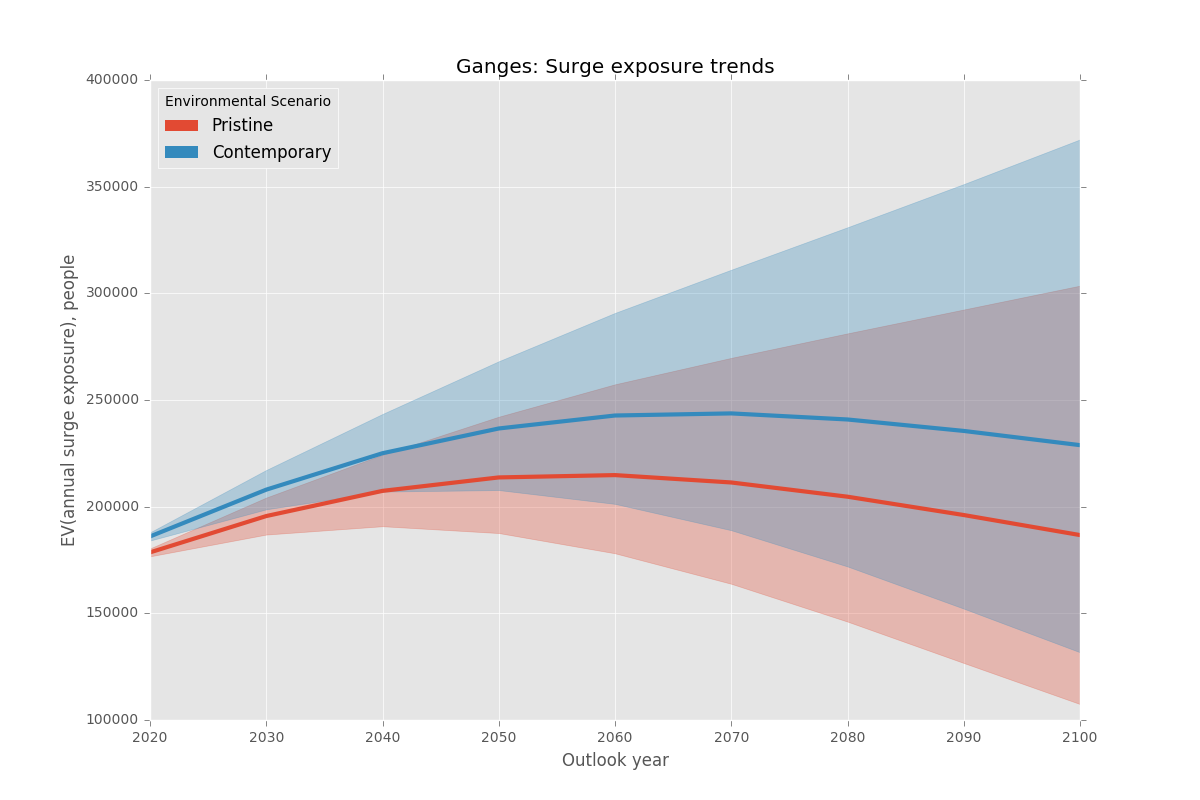 Ganges: Surge exposure trends
Environmental Scenario
Pristine
Contemporary
EV(annual surge exposure), people
400000
350000
300000
250000
200000
150000
100000
2020 2030 2040 2050 2060 2070 2080 2090 2100
Outlook year